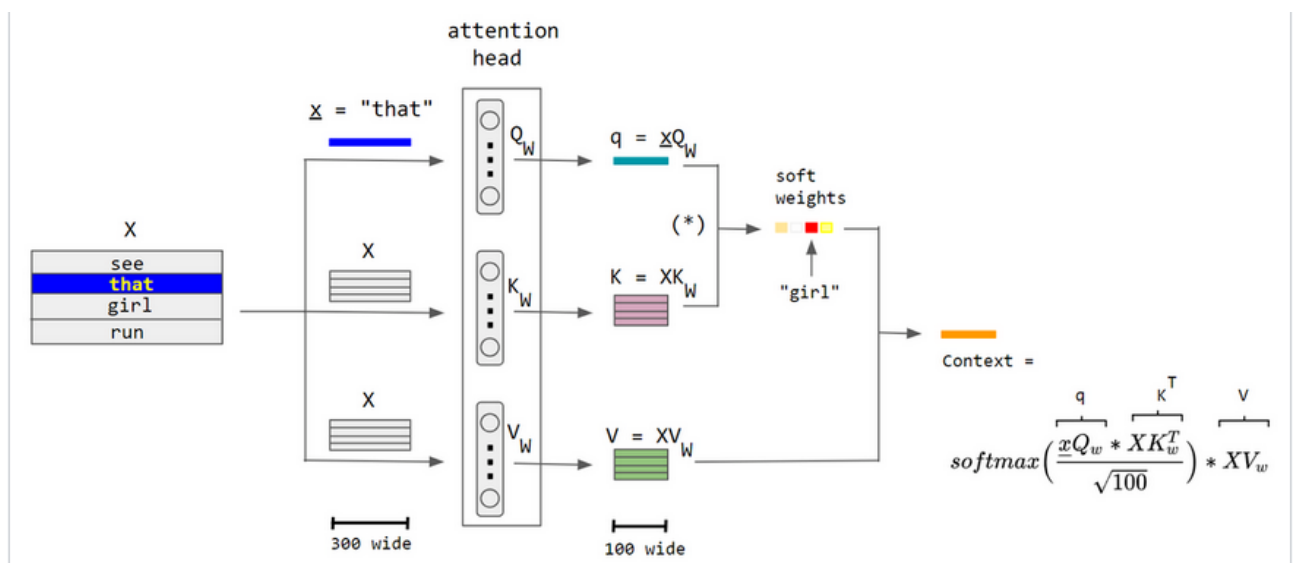 attention
head
x = "that"
Q_W
q = xQ_W
soft
weights
X
see
that
girl
run
X
K_W
(*)
K = XK_W
"girl"
Context =
X
V_W
V = XV_W
q K^T V
softmax(xQ_w * XK_w^T / √100) * XV_w
300 wide
100 wide